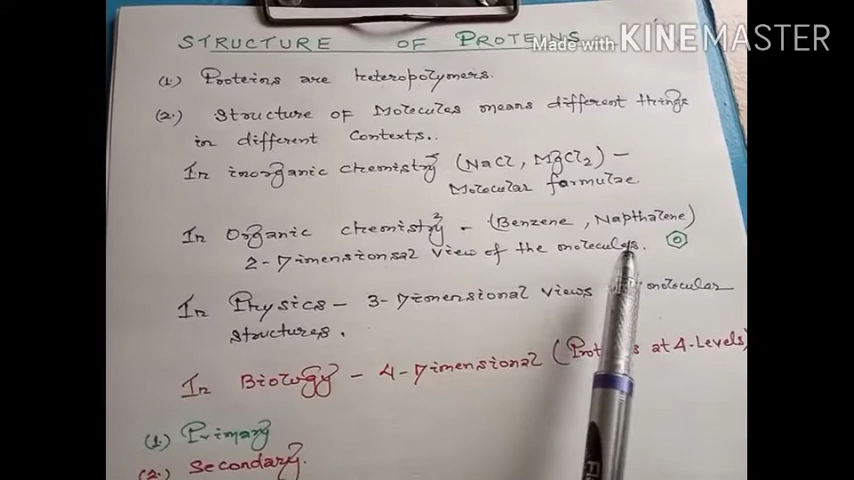 STRUCTURE OF PROTEINS
Made with KINEMASTER
(1.) Proteins are heteropolymers.
(2.) Structure of Molecules means different things
in different contexts..
In inorganic chemistry (NaCl, MgCl2) -
Molecular formulae
In Organic chemistry - (Benzene, Napthalene)
2-Dimensional view of the molecules.
In Physics - 3-Dimensional views molecular
structures.
In Biology - 4-Dimensional ( at 4-Levels)
(1.) Primary
(2.) Secondary.